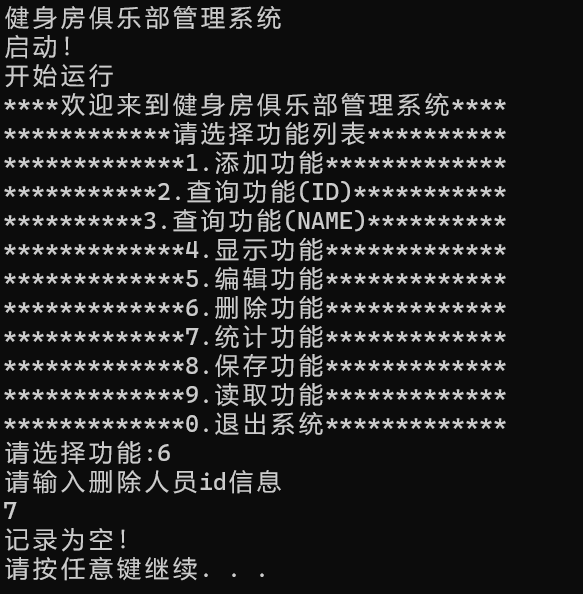 健身房俱乐部管理系统
启动!
开始运行
****欢迎来到健身房俱乐部管理系统****
************请选择功能列表**********
*************1.添加功能*************
***********2.查询功能(ID)***********
**********3.查询功能(NAME)**********
*************4.显示功能*************
*************5.编辑功能*************
*************6.删除功能*************
*************7.统计功能*************
*************8.保存功能*************
*************9.读取功能*************
*************0.退出系统*************
请选择功能:6
请输入删除人员id信息
7
记录为空!
请按任意键继续. . .